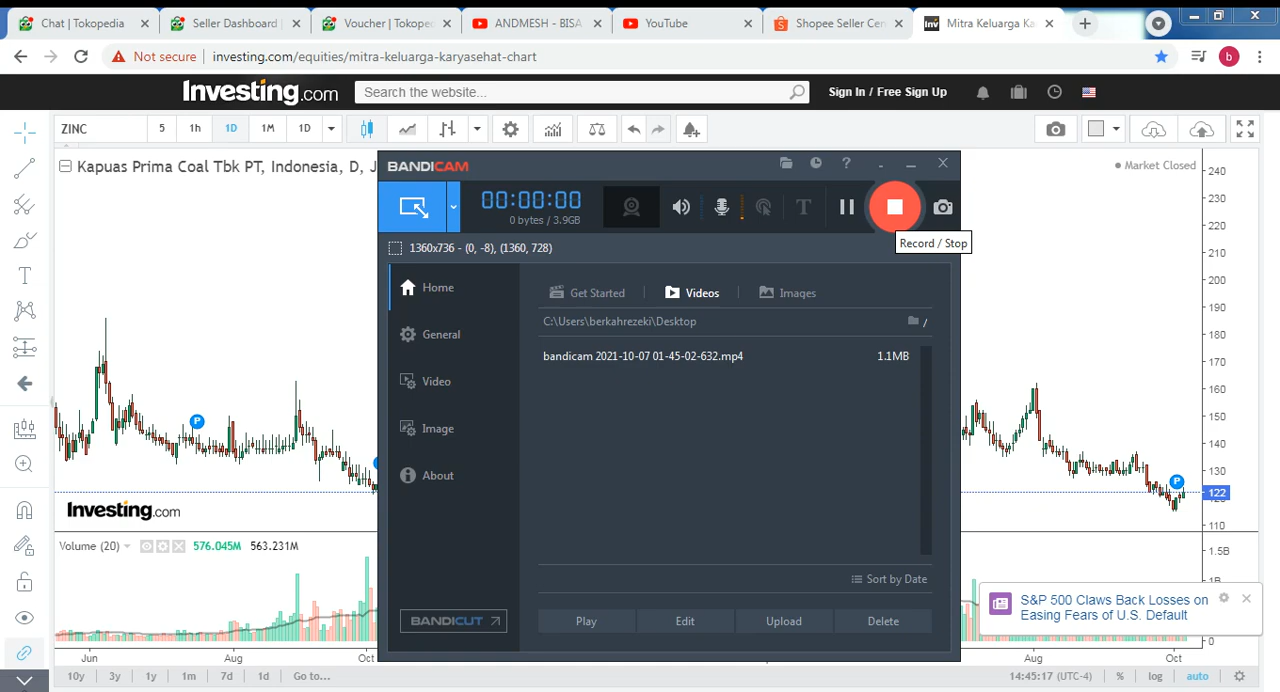 Chat | Tokopedia
Seller Dashboard |
Voucher | Tokoped
ANDMESH - BISA
YouTube
Shopee Seller Cen
Inv Mitra Keluarga Ka
Not secure | investing.com/equities/mitra-keluarga-karyasehat-chart
b
Investing.com
Search the website...
Sign In / Free Sign Up
ZINC
5
1h
1D
1M
1D
Kapuas Prima Coal Tbk PT, Indonesia, D, J
Market Closed
BANDICAM
00:00:00
0 bytes / 3.9GB
T
Record / Stop
1360x736 - (0, -8), (1360, 728)
Home
General
Video
Image
About
BANDICUT
Get Started
Videos
Images
C:\Users\berkahrezeki\Desktop
/
bandicam 2021-10-07 01-45-02-632.mp4
1.1MB
Sort by Date
Play
Edit
Upload
Delete
240
230
220
210
200
190
180
170
160
150
140
130
122
110
P
P
Investing.com
Volume (20)
576.045M
563.231M
1.5B
0
S&P 500 Claws Back Losses on
Easing Fears of U.S. Default
Jun
Aug
Oct
Aug
Oct
10y
3y
1y
1m
7d
1d
Go to...
14:45:17 (UTC-4)
%
log
auto